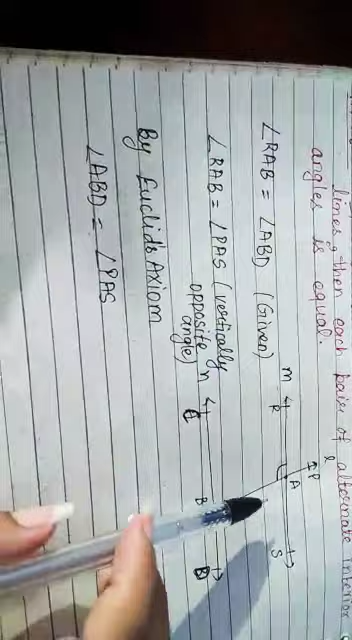 lines, then each pair of alternate interior
angles is equal.
∠RAB = ∠ABD (Given)
∠RAB = ∠PAS (vertically
opposite
angle)
By Euclid's Axiom
∠ABD = ∠PAS
l
P
m
R
A
S
n
C
B
D